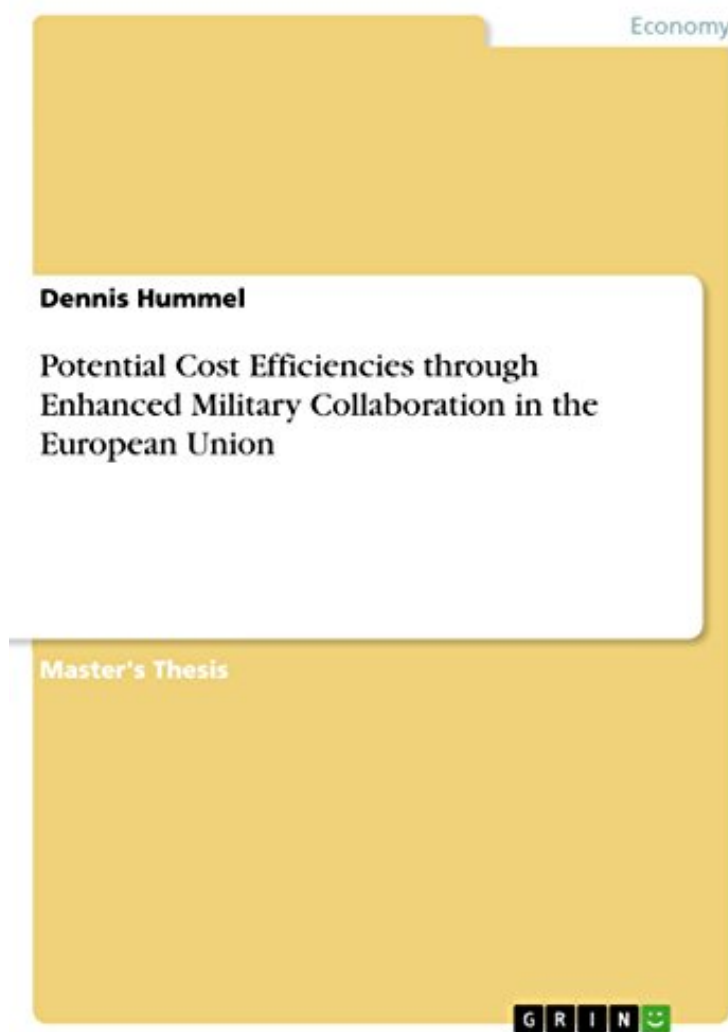 Economy
Dennis Hummel
Potential Cost Efficiencies through
Enhanced Military Collaboration in the
European Union
Master's Thesis
GRIN